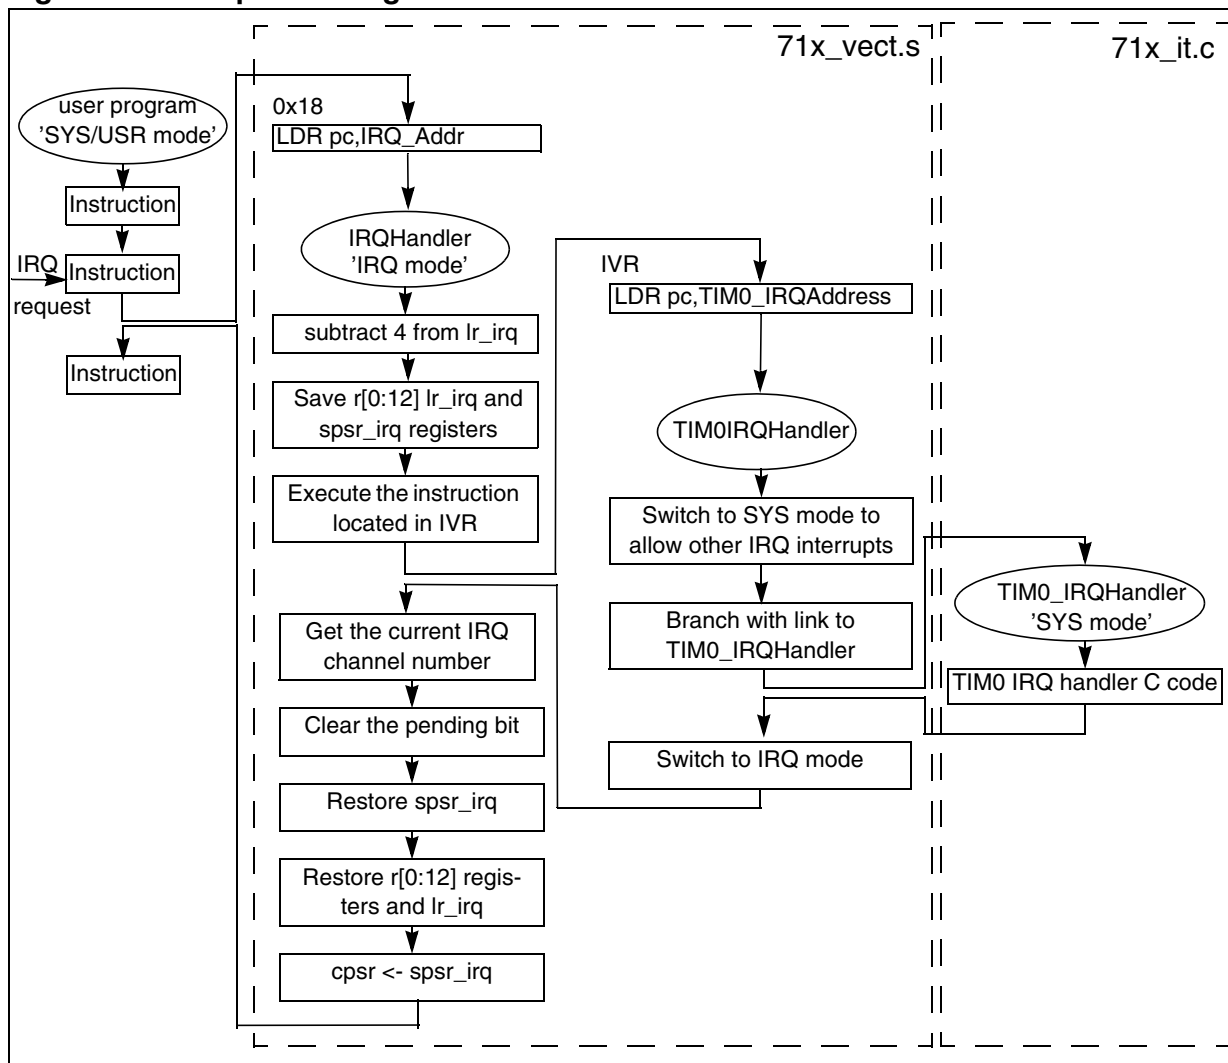 71x_vect.s
71x_it.c
user program
'SYS/USR mode'
Instruction
IRQ
request
Instruction
Instruction
0x18
LDR pc,IRQ_Addr
IRQHandler
'IRQ mode'
subtract 4 from lr_irq
Save r[0:12] lr_irq and
spsr_irq registers
Execute the instruction
located in IVR
Get the current IRQ
channel number
Clear the pending bit
Restore spsr_irq
Restore r[0:12] regis-
ters and lr_irq
cpsr <- spsr_irq
IVR
LDR pc,TIM0_IRQAddress
TIM0IRQHandler
Switch to SYS mode to
allow other IRQ interrupts
Branch with link to
TIM0_IRQHandler
Switch to IRQ mode
TIM0_IRQHandler
'SYS mode'
TIM0 IRQ handler C code